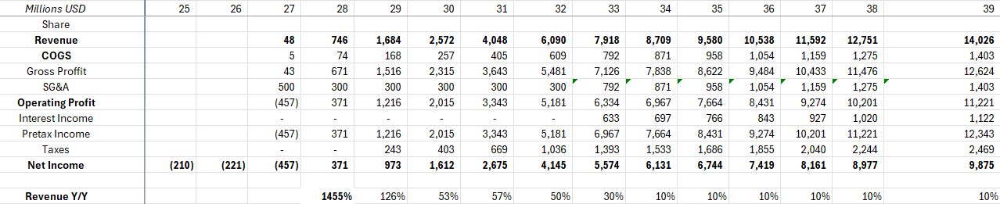 Millions USD 25 26 27 28 29 30 31 32 33 34 35 36 37 38 39
Share
Revenue 48 746 1,684 2,572 4,048 6,090 7,918 8,709 9,580 10,538 11,592 12,751 14,026
COGS 5 74 168 257 405 609 792 871 958 1,054 1,159 1,275 1,403
Gross Proffit 43 671 1,516 2,315 3,643 5,481 7,126 7,838 8,622 9,484 10,433 11,476 12,624
SG&A 500 300 300 300 300 300 792 871 958 1,054 1,159 1,275 1,403
Operating Profit (457) 371 1,216 2,015 3,343 5,181 6,334 6,967 7,664 8,431 9,274 10,201 11,221
Interest Income - - - - - - 633 697 766 843 927 1,020 1,122
Pretax Income (457) 371 1,216 2,015 3,343 5,181 6,967 7,664 8,431 9,274 10,201 11,221 12,343
Taxes - - 243 403 669 1,036 1,393 1,533 1,686 1,855 2,040 2,244 2,469
Net Income (210) (221) (457) 371 973 1,612 2,675 4,145 5,574 6,131 6,744 7,419 8,161 8,977 9,875
Revenue Y/Y 1455% 126% 53% 57% 50% 30% 10% 10% 10% 10% 10% 10%